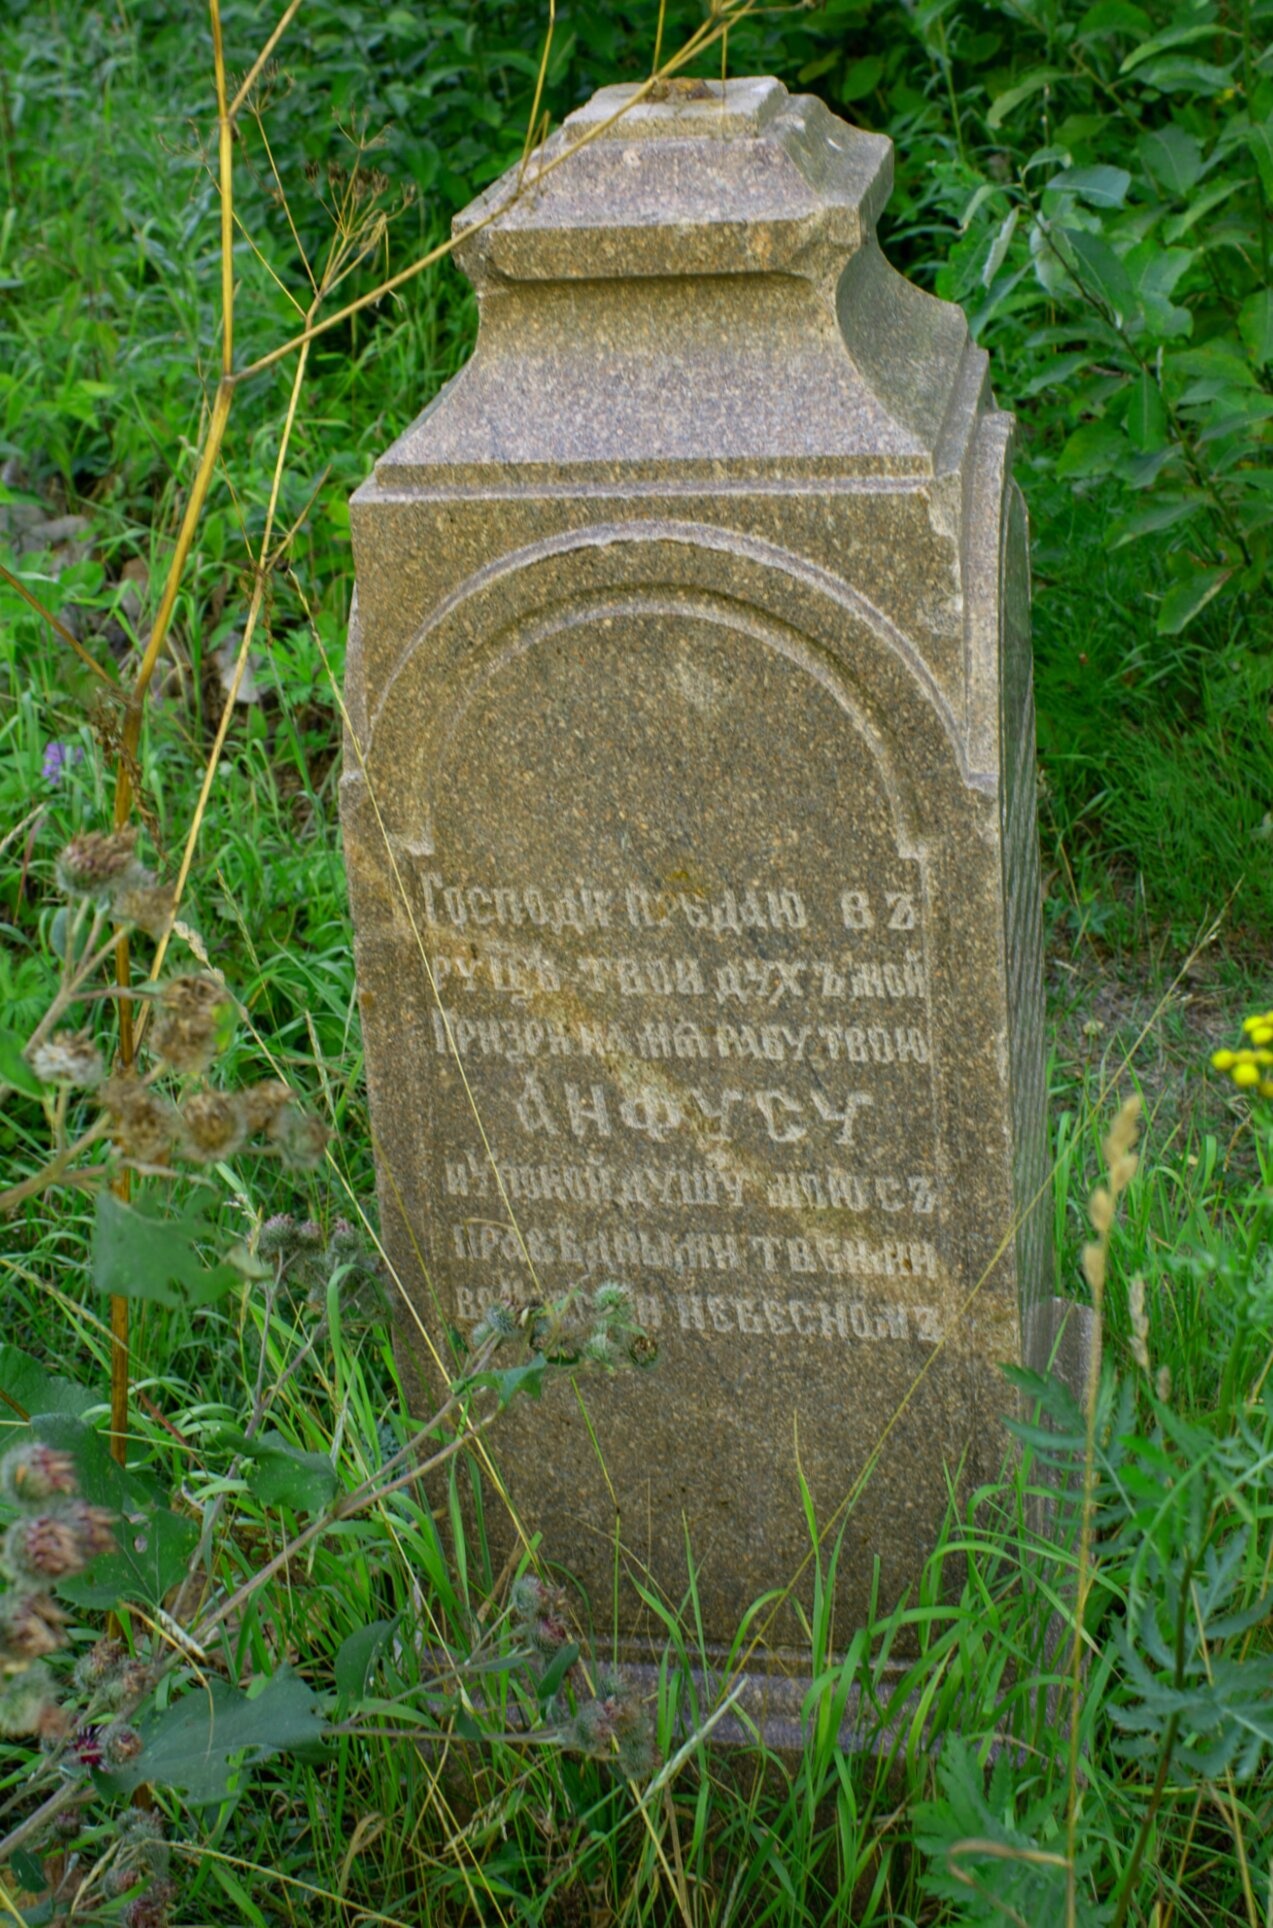 Господи предаю въ
руцѣ твои духъ мой
Призри на мя рабу твою
Анфусу
и упокой душу мою съ
праведными твоими
во небесномъ